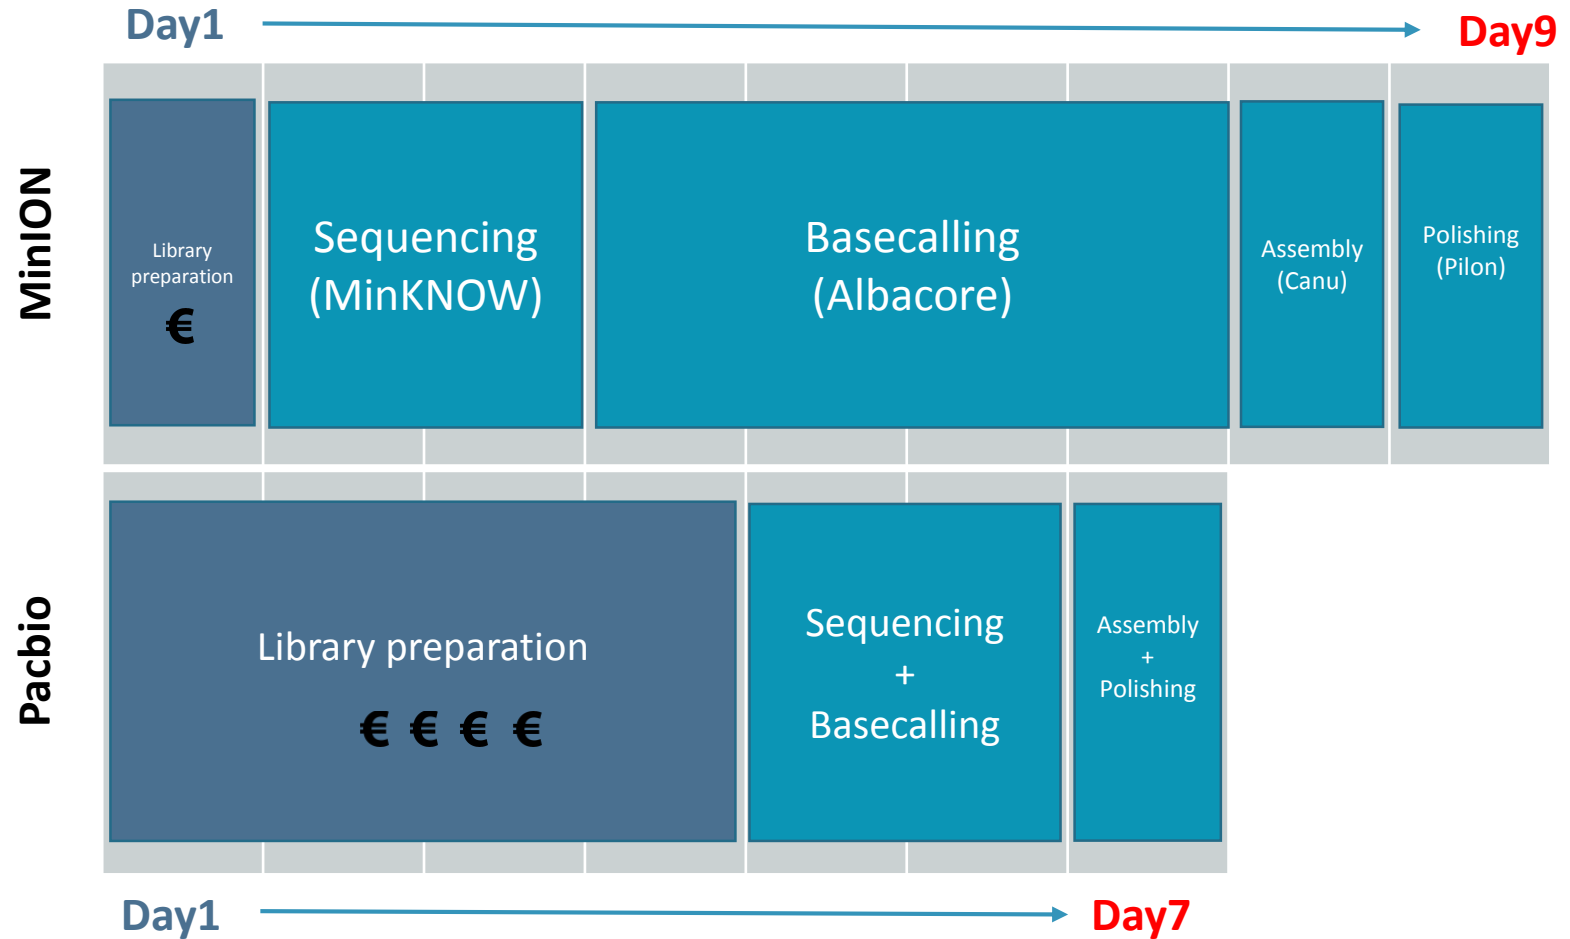 Day1
Day9
MinION
Library
preparation
€
Sequencing
(MinKNOW)
Basecalling
(Albacore)
Assembly
(Canu)
Polishing
(Pilon)
Pacbio
Library preparation
€ € € €
Sequencing
+
Basecalling
Assembly
+
Polishing
Day1
Day7